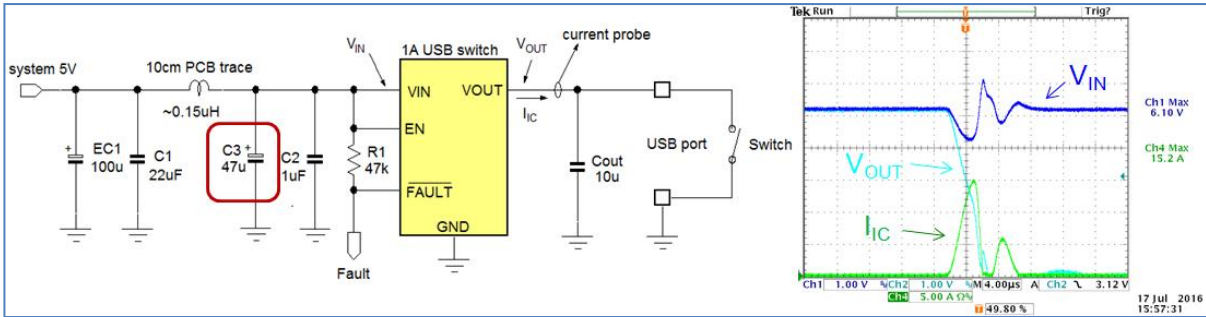 system 5V
10cm PCB trace
~0.15uH
EC1
100u
C1
22uF
C3
47u
C2
1uF
R1
47k
Fault
VIN
1A USB switch
VIN
VOUT
EN
FAULT
GND
VOUT
IIC
current probe
Cout
10u
USB port
Switch
Tek Run
Trig?
VIN
VOUT
IIC
Ch1 Max
6.10 V
Ch4 Max
15.2 A
Ch1 1.00 V Ch2 1.00 V M 4.00µs A Ch2 3.12 V
Ch4 5.00 A Ω
49.80 %
17 Jul 2016
15:57:31